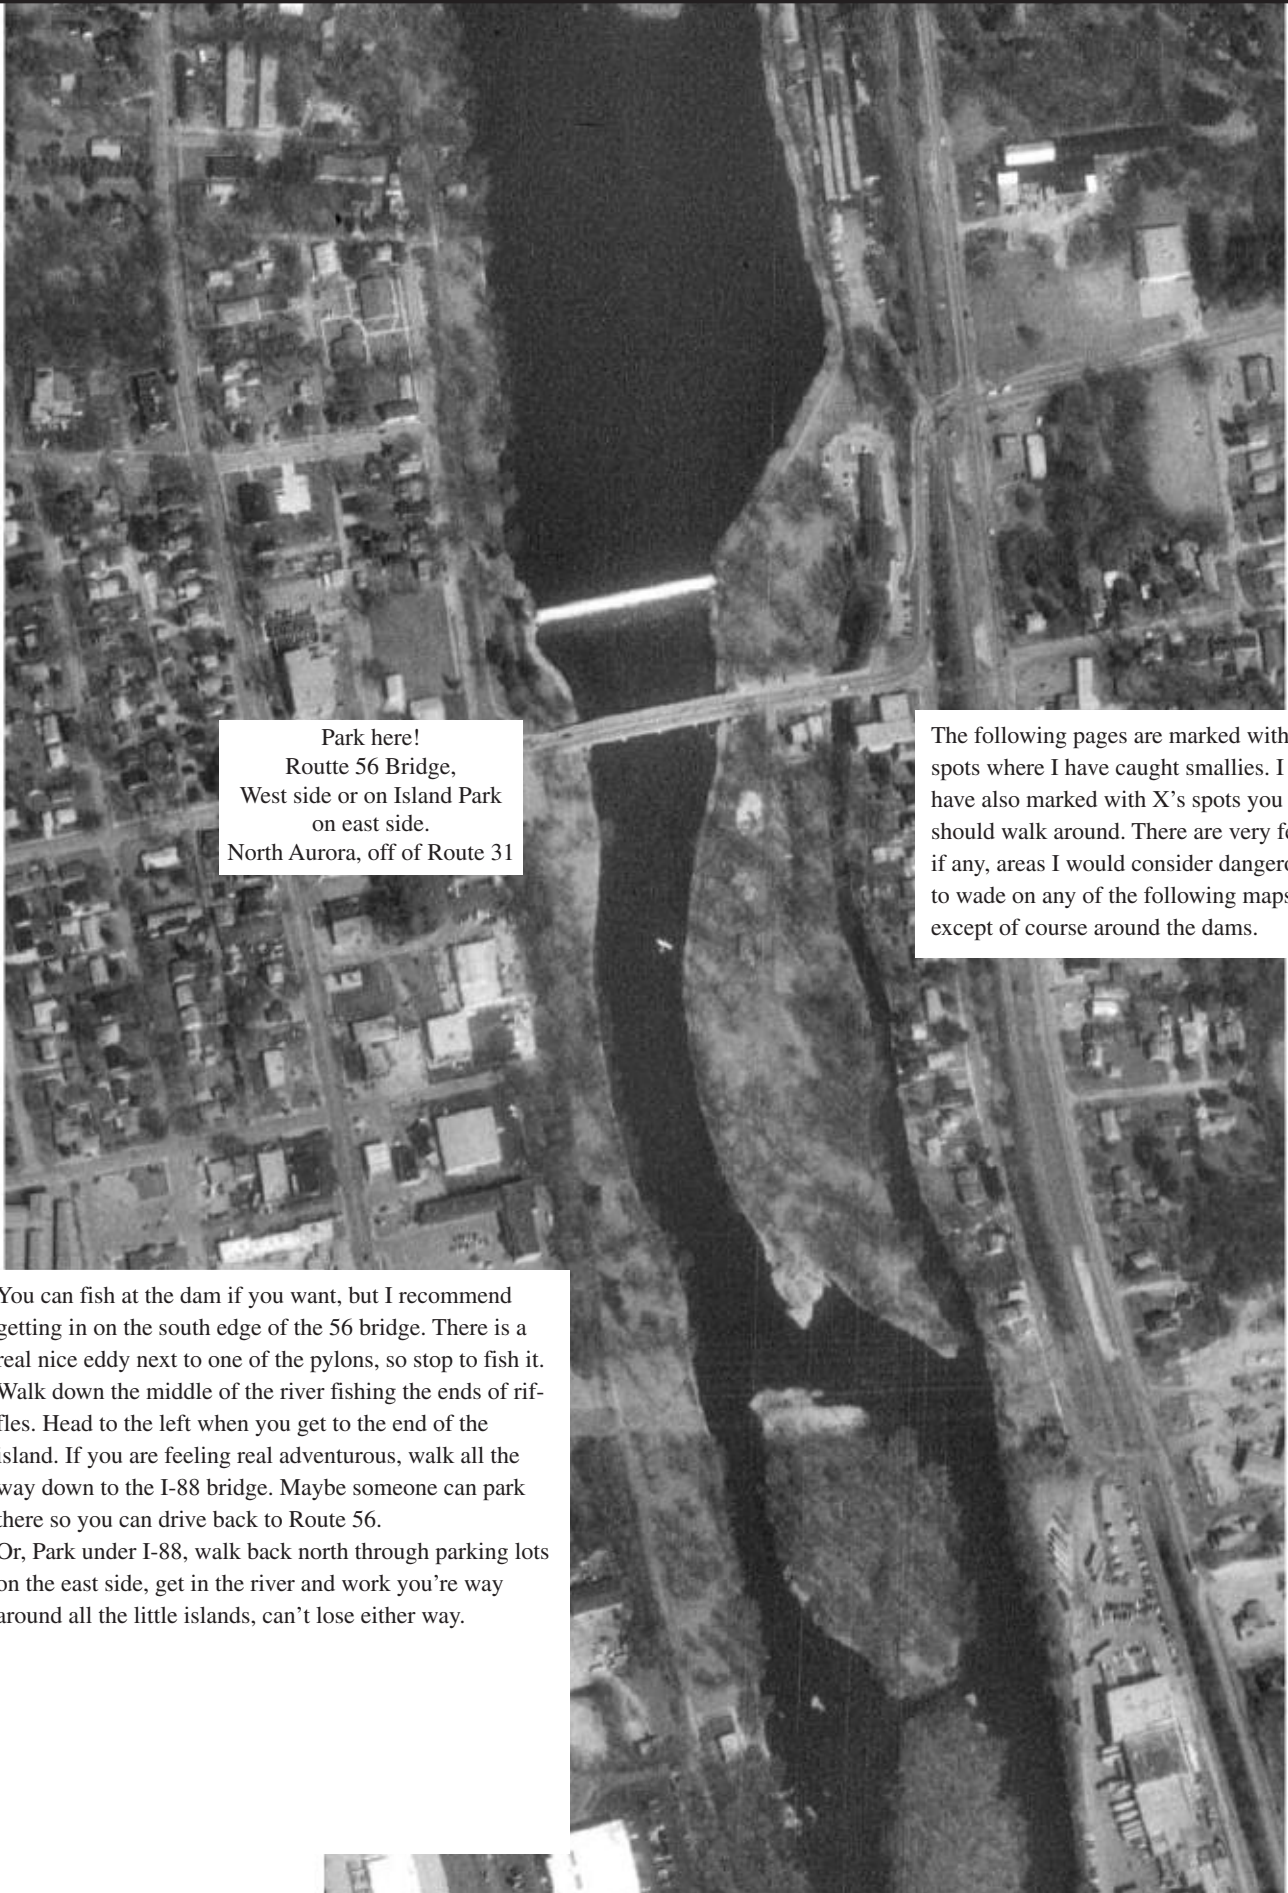 Park here!
Routte 56 Bridge,
West side or on Island Park
on east side.
North Aurora, off of Route 31
The following pages are marked with
spots where I have caught smallies. I
have also marked with X's spots you
should walk around. There are very
if any, areas I would consider
to wade on any of the following maps
except of course around the dams.
You can fish at the dam if you want, but I recommend
getting in on the south edge of the 56 bridge. There is a
real nice eddy next to one of the pylons, so stop to fish it.
Walk down the middle of the river fishing the ends of rif-
fles. Head to the left when you get to the end of the
island. If you are feeling real adventurous, walk all the
way down to the I-88 bridge. Maybe someone can park
there so you can drive back to Route 56.
Or, Park under I-88, walk back north through parking lots
on the east side, get in the river and work you're way
around all the little islands, can't lose either way.